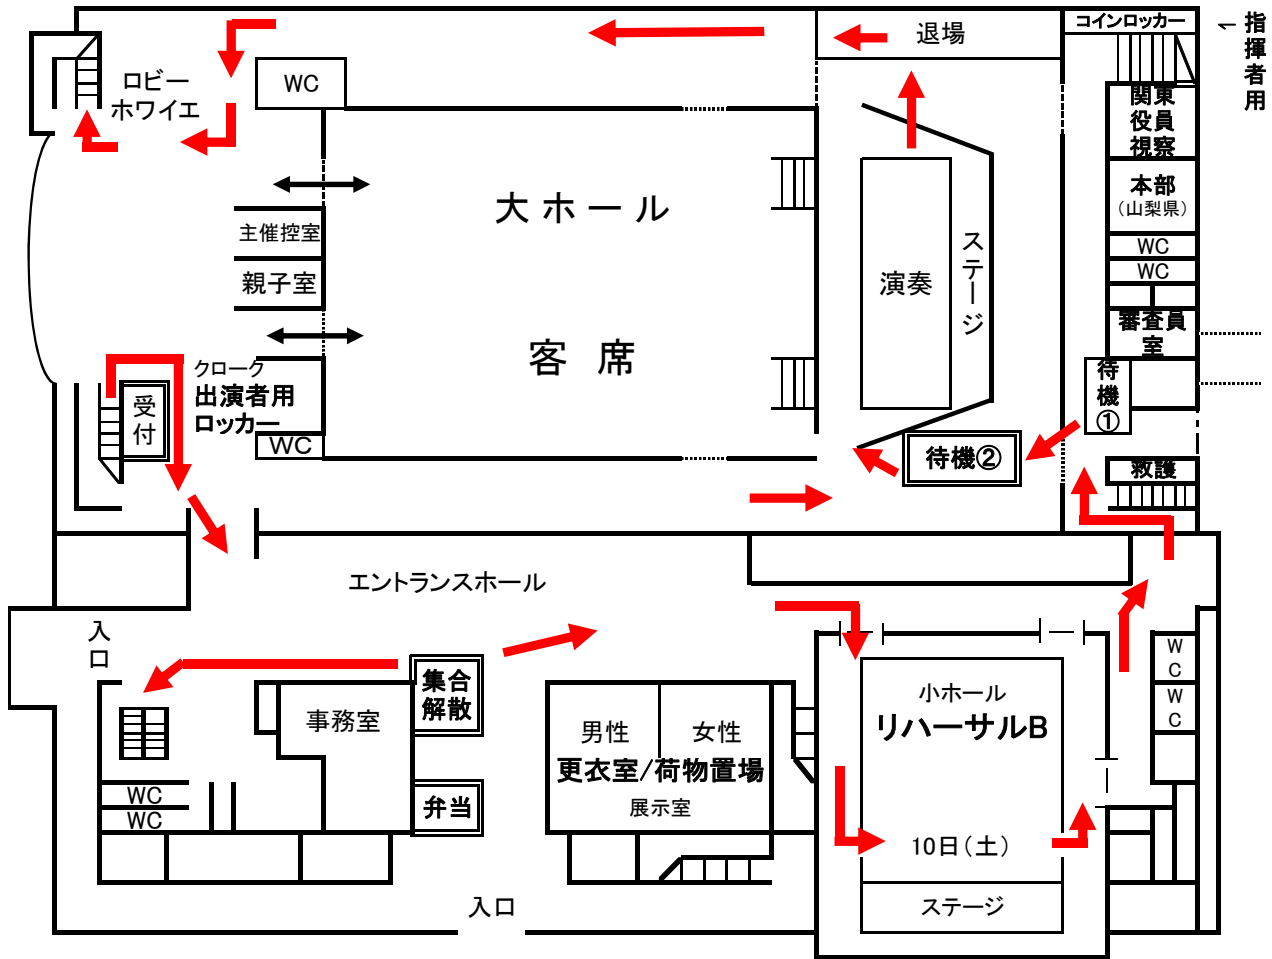 コインロッカー
↑指揮者用
退場
ロビー
ホワイエ
WC
関東
役員
視察
本部
（山梨県）
WC
WC
大ホール
主催控室
親子室
ステージ
演奏
審査員
室
客 席
待機①
クローク
出演者用
ロッカー
受付
WC
待機②
救護
エントランスホール
入口
WC
WC
集合
解散
事務室
小ホール
リハーサルB
男性
女性
更衣室/荷物置場
展示室
弁当
WC
WC
10日（土）
入口
ステージ